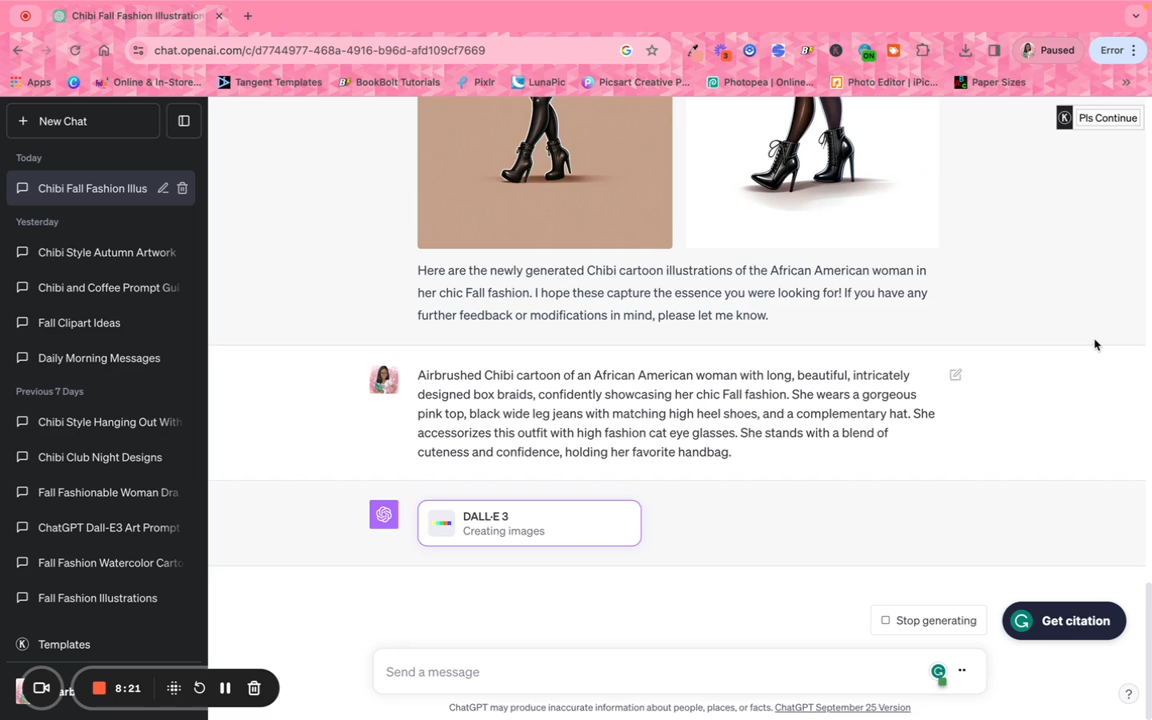 Chibi Fall Fashion Illustration
chat.openai.com/c/d7744977-468a-4916-b96d-afd109cf7669
3
ON
Paused
Error
Apps
Online & In-Store...
Tangent Templates
BookBolt Tutorials
Pixlr
LunaPic
Picsart Creative P...
Photopea | Online...
Photo Editor | iPic...
Paper Sizes
New Chat
Today
Chibi Fall Fashion Illus
Yesterday
Chibi Style Autumn Artwork
Chibi and Coffee Prompt Gui
Fall Clipart Ideas
Daily Morning Messages
Previous 7 Days
Chibi Style Hanging Out With
Chibi Club Night Designs
Fall Fashionable Woman Dra
ChatGPT Dall-E3 Art Prompt
Fall Fashion Watercolor Carto
Fall Fashion Illustrations
K Templates
8:21
K Pls Continue
Here are the newly generated Chibi cartoon illustrations of the African American woman in
her chic Fall fashion. I hope these capture the essence you were looking for! If you have any
further feedback or modifications in mind, please let me know.
Airbrushed Chibi cartoon of an African American woman with long, beautiful, intricately
designed box braids, confidently showcasing her chic Fall fashion. She wears a gorgeous
pink top, black wide leg jeans with matching high heel shoes, and a complementary hat. She
accessorizes this outfit with high fashion cat eye glasses. She stands with a blend of
cuteness and confidence, holding her favorite handbag.
DALL·E 3
Creating images
Stop generating
Get citation
Send a message
ChatGPT may produce inaccurate information about people, places, or facts. ChatGPT September 25 Version
?